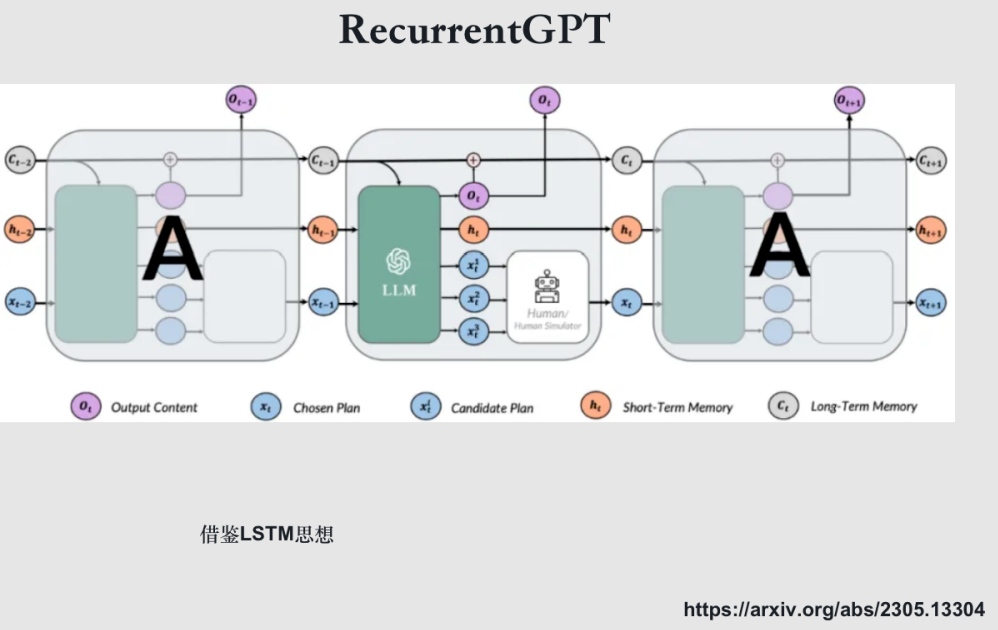 RecurrentGPT
O_{t-1} O_t O_{t+1}
C_{t-2} C_{t-1} C_t C_{t+1}
O_t
h_{t-2} h_{t-1} h_t h_t h_{t+1}
A A
x_t^1
LLM
x_{t-2} x_{t-1} x_t^2 x_t x_{t+1}
Human/
Human Simulator
x_t^3
O_t Output Content x_t Chosen Plan x_t^i Candidate Plan h_t Short-Term Memory C_t Long-Term Memory
借鉴LSTM思想
https://arxiv.org/abs/2305.13304